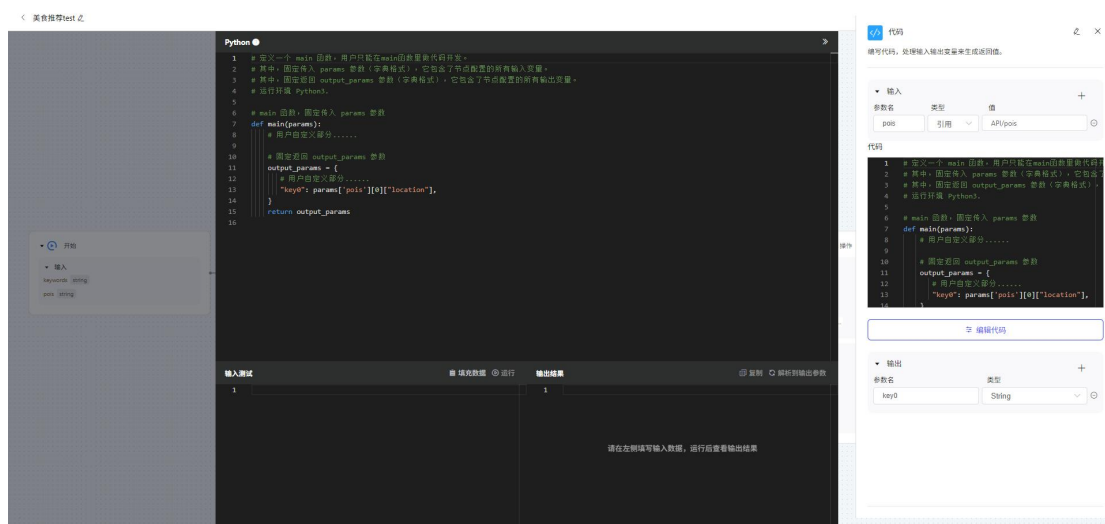 美食推荐test
Python
1 # 定义一个 main 函数，用户只能在main函数里做代码开发。
2 # 其中，固定传入 params 参数（字典格式），它包含了节点配置的所有输入变量。
3 # 其中，固定返回 output_params 参数（字典格式），它包含了节点配置的所有输出变量。
4 # 运行环境 Python3.
5
6 # main 函数，固定传入 params 参数
7 def main(params):
8 # 用户自定义部分......
9
10 # 固定返回 output_params 参数
11 output_params = {
12 # 用户自定义部分......
13 "key0": params['pois'][0]["location"],
14 }
15 return output_params
16
开始
输入
keywords string
pois string
操作
输入测试 填充数据 运行
1
输出结果 复制 解析到输出参数
1
请在左侧填写输入数据，运行后查看输出结果
</> 代码
编写代码，处理输入输出变量来生成返回值。
输入
参数名 类型 值
pois 引用 API/pois
代码
1 # 定义一个 main 函数，用户只能在main函数里做代码开
2 # 其中，固定传入 params 参数（字典格式），它包含了
3 # 其中，固定返回 output_params 参数（字典格式），
4 # 运行环境 Python3.
5
6 # main 函数，固定传入 params 参数
7 def main(params):
8 # 用户自定义部分......
9
10 # 固定返回 output_params 参数
11 output_params = {
12 # 用户自定义部分......
13 "key0": params['pois'][0]["location"],
14 }
编辑代码
输出
参数名 类型
key0 String